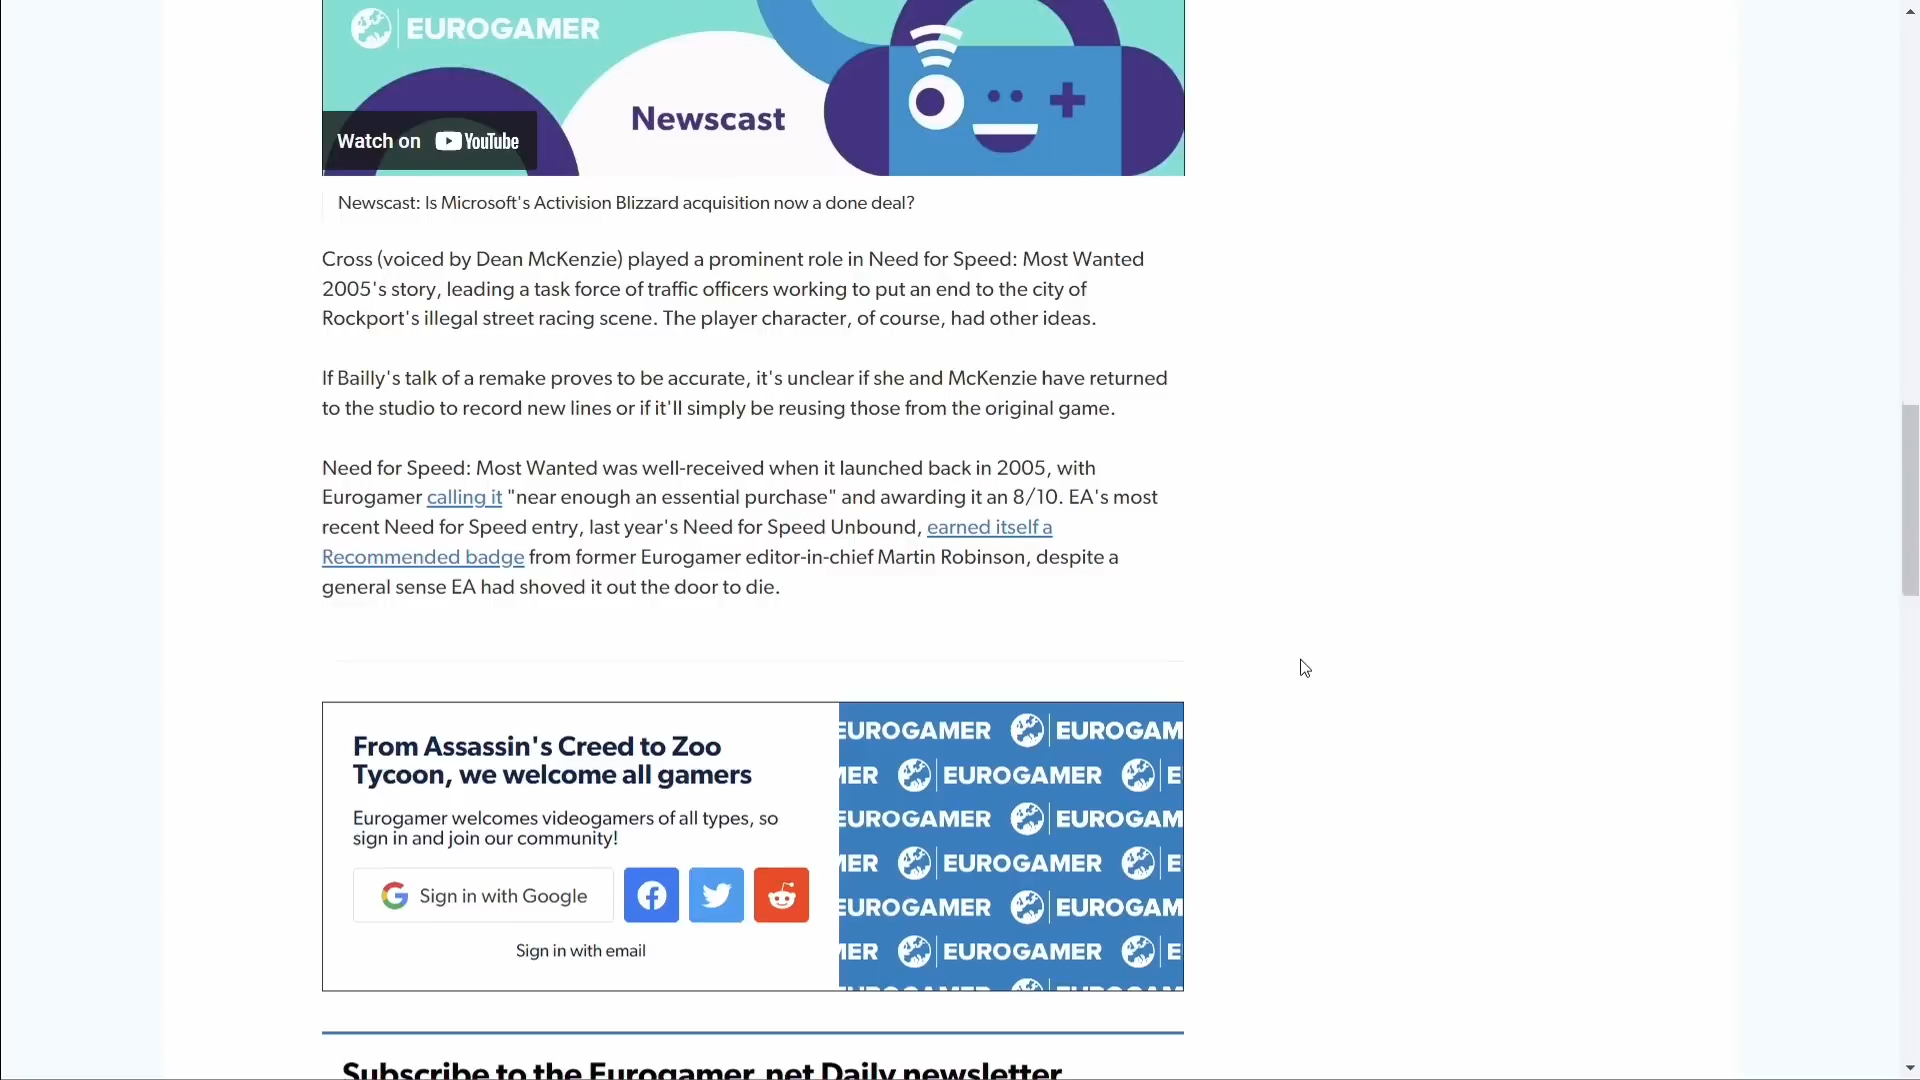 EUROGAMER
Newscast
Watch on YouTube
Newscast: Is Microsoft's Activision Blizzard acquisition now a done deal?
Cross (voiced by Dean McKenzie) played a prominent role in Need for Speed: Most Wanted
2005's story, leading a task force of traffic officers working to put an end to the city of
Rockport's illegal street racing scene. The player character, of course, had other ideas.
If Bailly's talk of a remake proves to be accurate, it's unclear if she and McKenzie have returned
to the studio to record new lines or if it'll simply be reusing those from the original game.
Need for Speed: Most Wanted was well-received when it launched back in 2005, with
Eurogamer calling it "near enough an essential purchase" and awarding it an 8/10. EA's most
recent Need for Speed entry, last year's Need for Speed Unbound, earned itself a
Recommended badge from former Eurogamer editor-in-chief Martin Robinson, despite a
general sense EA had shoved it out the door to die.
From Assassin's Creed to Zoo
Tycoon, we welcome all gamers
Eurogamer welcomes videogamers of all types, so
sign in and join our community!
Sign in with Google
Sign in with email
EUROGAMER EUROGAM
MER EUROGAMER E
EUROGAMER EUROGAM
MER EUROGAMER E
EUROGAMER EUROGAM
MER EUROGAMER E
EUROGAMER EUROGAM
Subscribe to the Eurogamer.net Daily newsletter